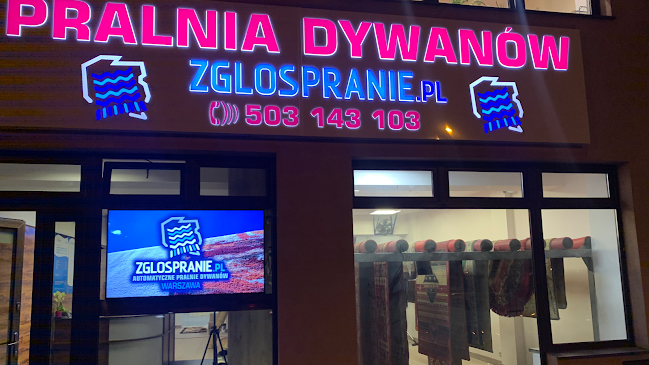 PRALNIA DYWANÓW
ZGLOSPRANIE.PL
503 143 103
ZGLOSPRANIE.PL
AUTOMATYCZNE PRALNIE DYWANÓW
WARSZAWA